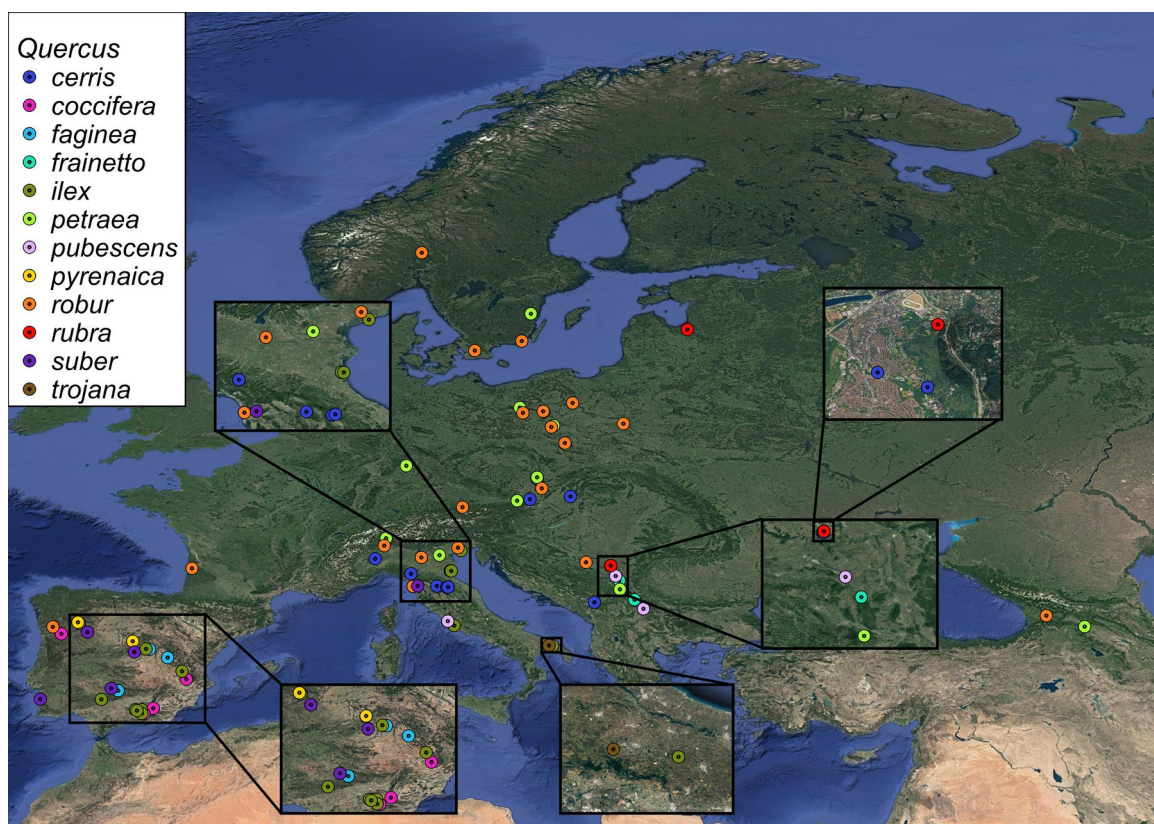 Quercus
cerris
coccifera
faginea
frainetto
ilex
petraea
pubescens
pyrenaica
robur
rubra
suber
trojana